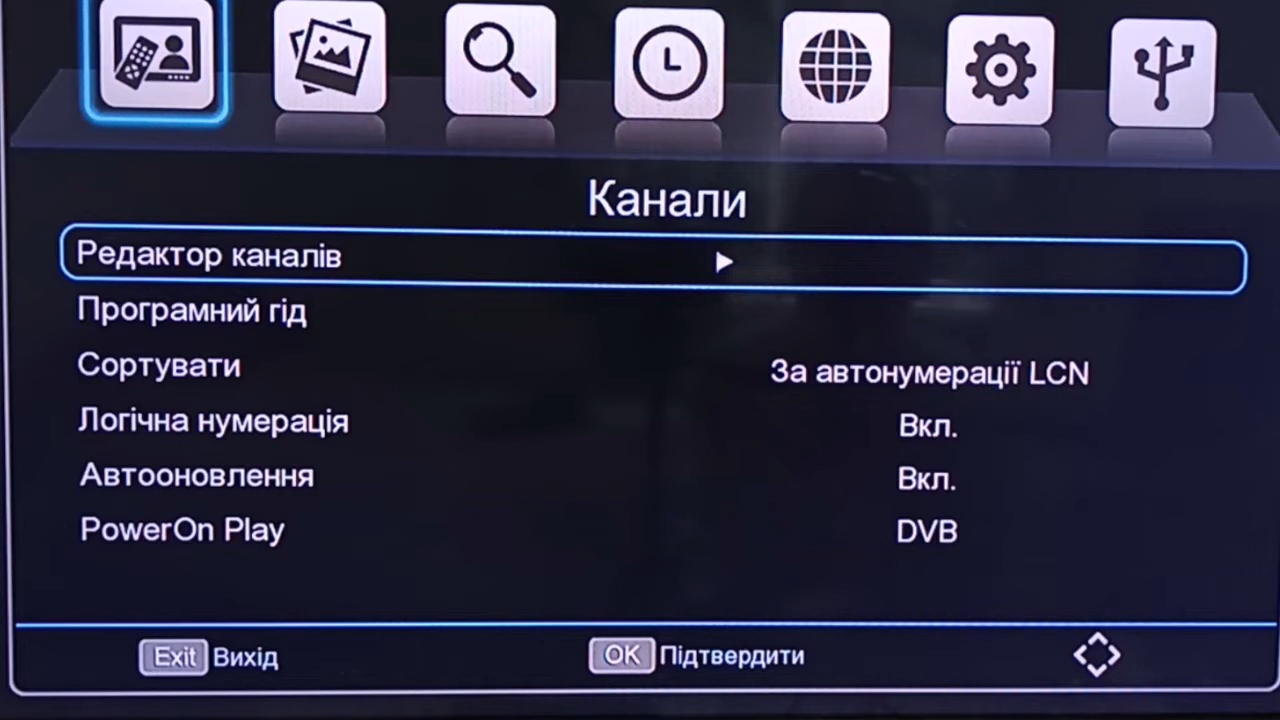 Канали
Редактор каналів
Програмний гід
Сортувати За автонумерації LCN
Логічна нумерація Вкл.
Автооновлення Вкл.
PowerOn Play DVB
Exit Вихід OK Підтвердити